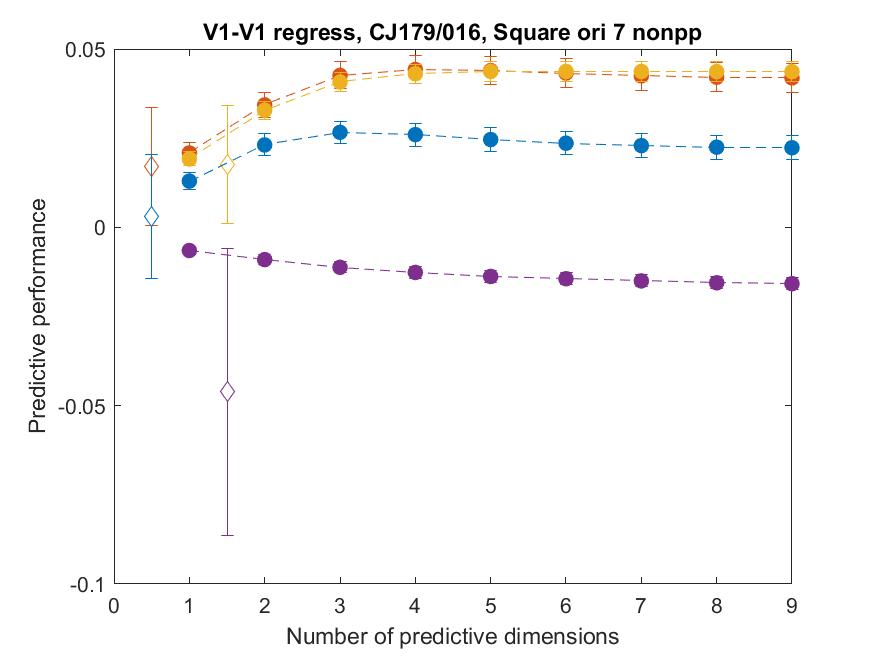 V1-V1 regress, CJ179/016, Square ori 7 nonpp
0.05
0
-0.05
-0.1
Predictive performance
0 1 2 3 4 5 6 7 8 9
Number of predictive dimensions